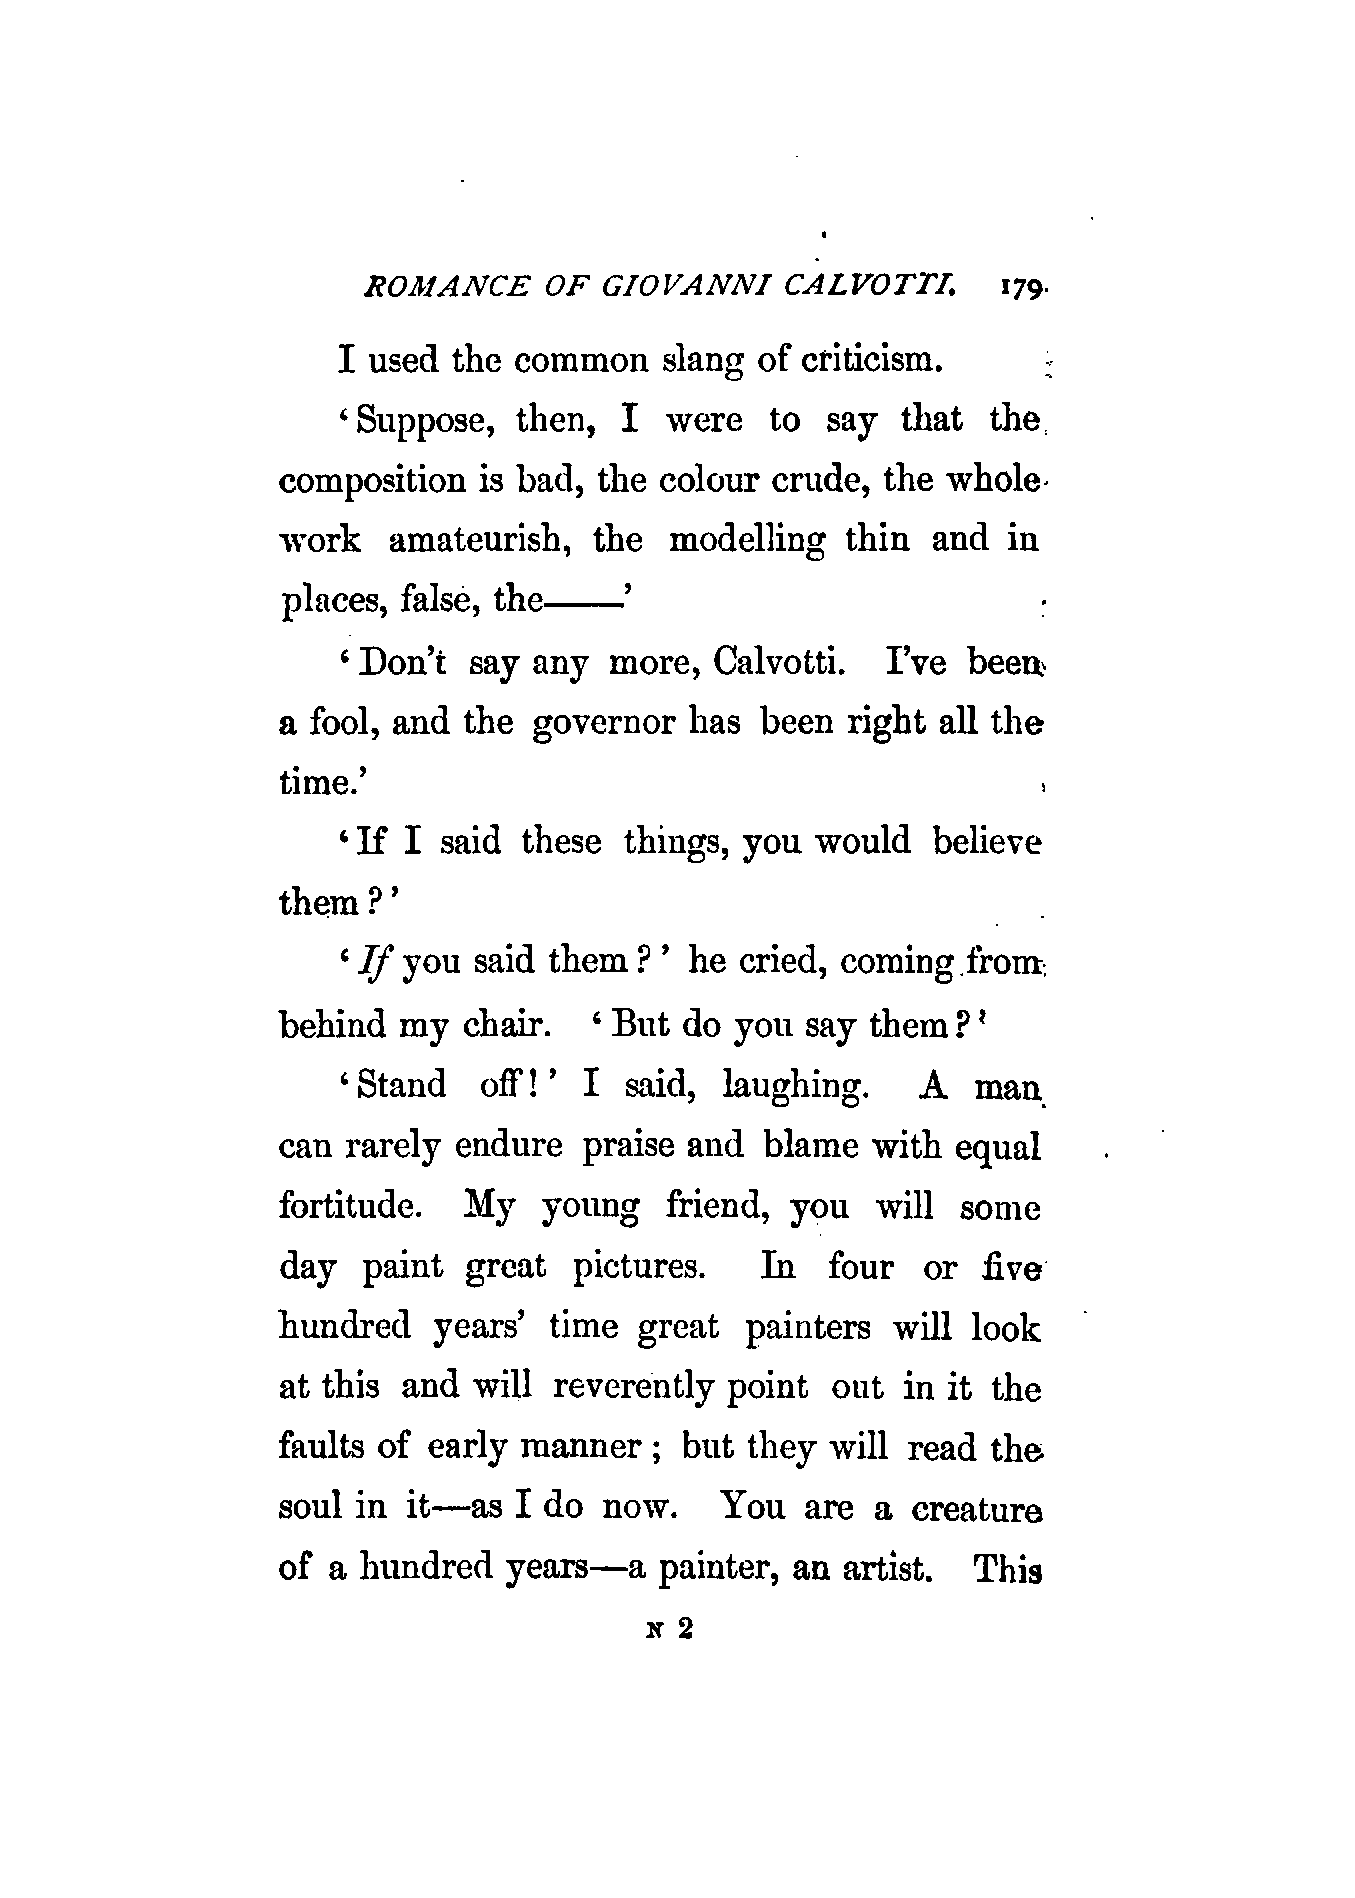 ROMANCE OF GIOVANNI CALVOTTI. 179
I used the common slang of criticism.
‘Suppose, then, I were to say that the
composition is bad, the colour crude, the whole
work amateurish, the modelling thin and in
places, false, the——’
‘Don’t say any more, Calvotti. I’ve been
a fool, and the governor has been right all the
time.’
‘If I said these things, you would believe
them?’
‘If you said them?’ he cried, coming from
behind my chair. ‘But do you say them?’
‘Stand off!’ I said, laughing. A man
can rarely endure praise and blame with equal
fortitude. My young friend, you will some
day paint great pictures. In four or five
hundred years’ time great painters will look
at this and will reverently point out in it the
faults of early manner; but they will read the
soul in it—as I do now. You are a creature
of a hundred years—a painter, an artist. This
N 2